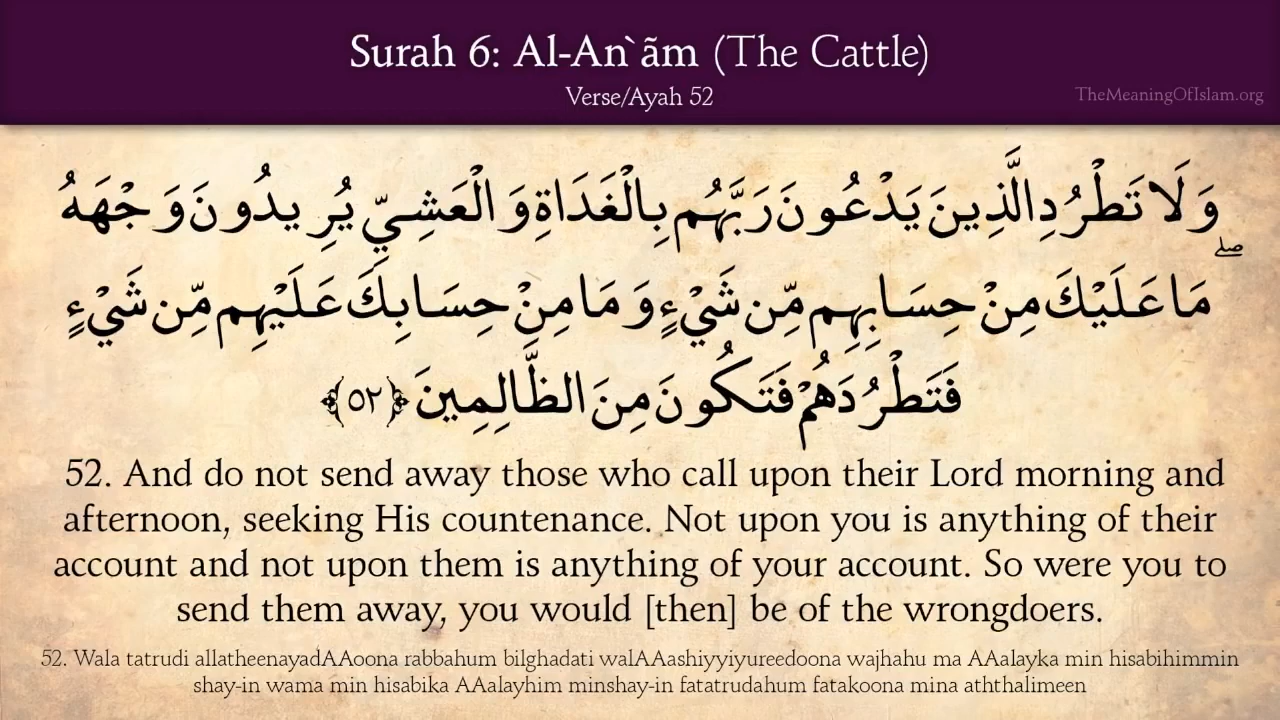 Surah 6: Al-An`ãm (The Cattle)
Verse/Ayah 52
TheMeaningOfIslam.org
وَلَا تَطْرُدِ الَّذِينَ يَدْعُونَ رَبَّهُم بِالْغَدَاةِ وَالْعَشِيِّ يُرِيدُونَ وَجْهَهُ ۖ
مَا عَلَيْكَ مِنْ حِسَابِهِم مِّن شَيْءٍ وَمَا مِنْ حِسَابِكَ عَلَيْهِم مِّن شَيْءٍ
فَتَطْرُدَهُمْ فَتَكُونَ مِنَ الظَّالِمِينَ ﴿٥٢﴾
52. And do not send away those who call upon their Lord morning and
afternoon, seeking His countenance. Not upon you is anything of their
account and not upon them is anything of your account. So were you to
send them away, you would [then] be of the wrongdoers.
52. Wala tatrudi allatheenayadAAoona rabbahum bilghadati walAAashiyyiyureedoona wajhahu ma AAalayka min hisabihimmin
shay-in wama min hisabika AAalayhim minshay-in fatatrudahum fatakoona mina aththalimeen